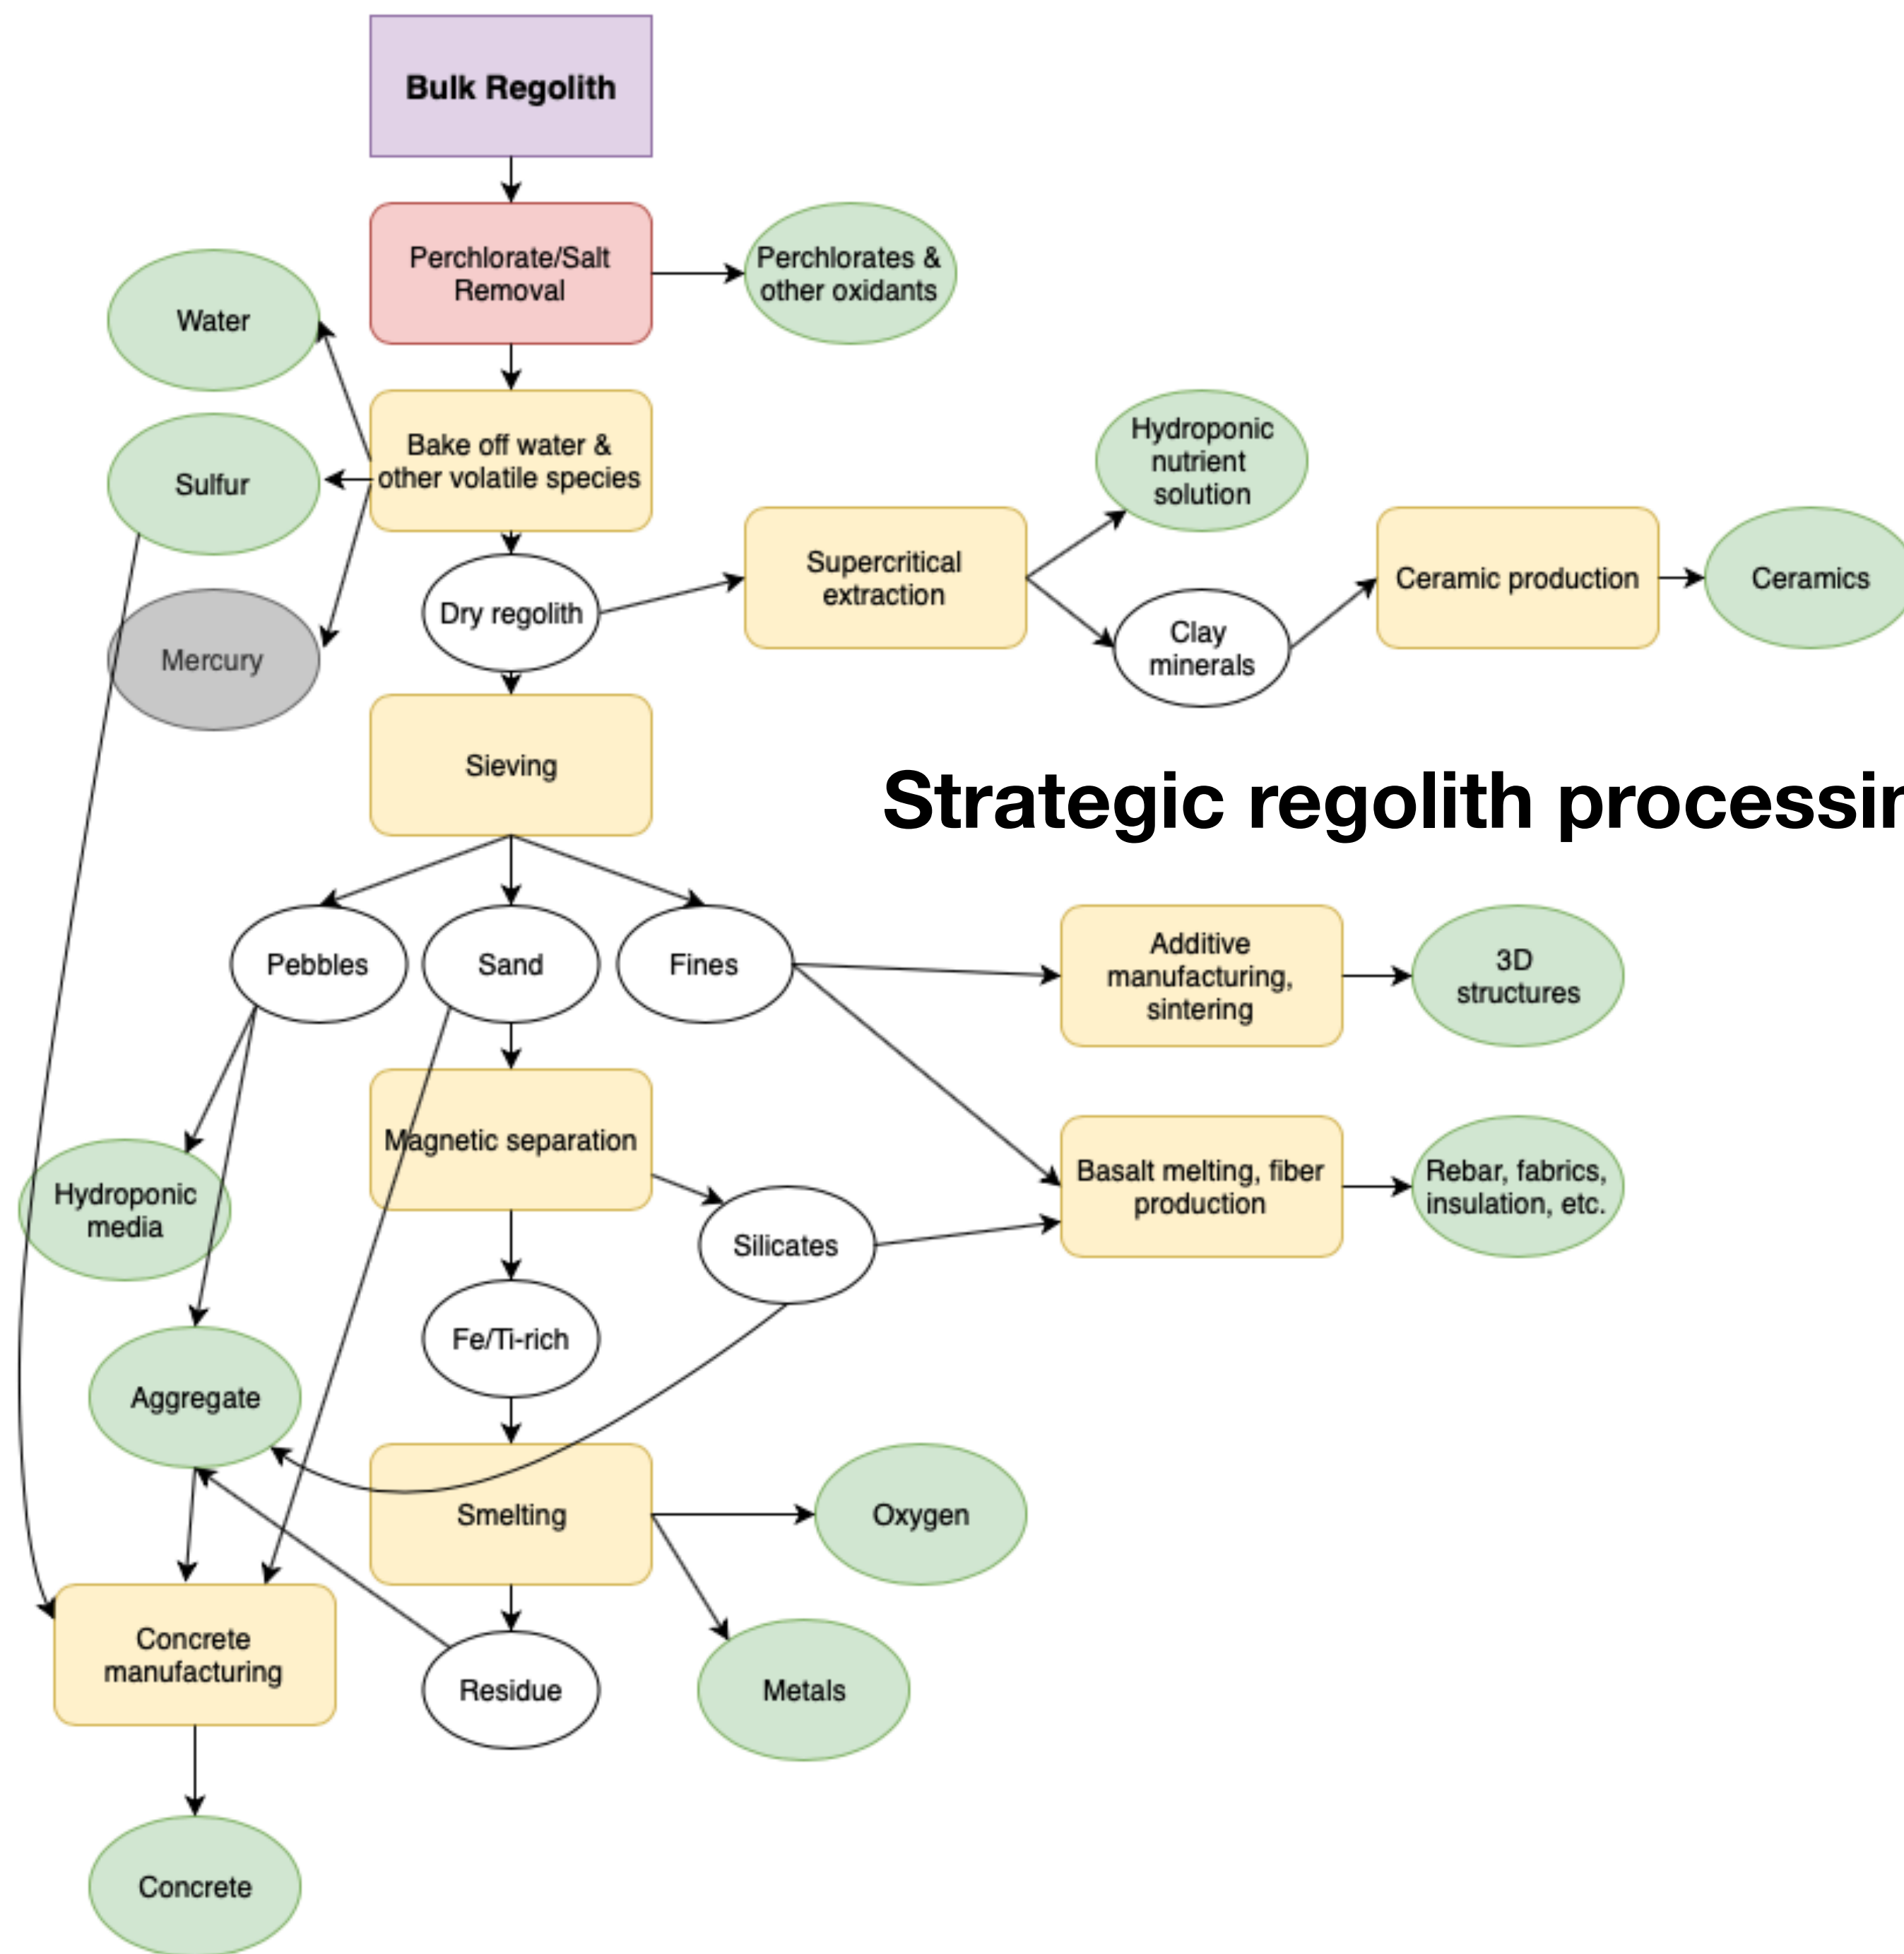 Bulk Regolith
Perchlorate/Salt
Removal
Perchlorates &
other oxidants
Water
Bake off water &
other volatile species
Sulfur
Hydroponic
nutrient
solution
Supercritical
extraction
Ceramic production
Ceramics
Dry regolith
Clay
minerals
Mercury
Sieving
Strategic regolith processin
Pebbles
Sand
Fines
Additive
manufacturing,
sintering
3D
structures
Magnetic separation
Hydroponic
media
Silicates
Basalt melting, fiber
production
Rebar, fabrics,
insulation, etc.
Fe/Ti-rich
Aggregate
Smelting
Oxygen
Concrete
manufacturing
Residue
Metals
Concrete